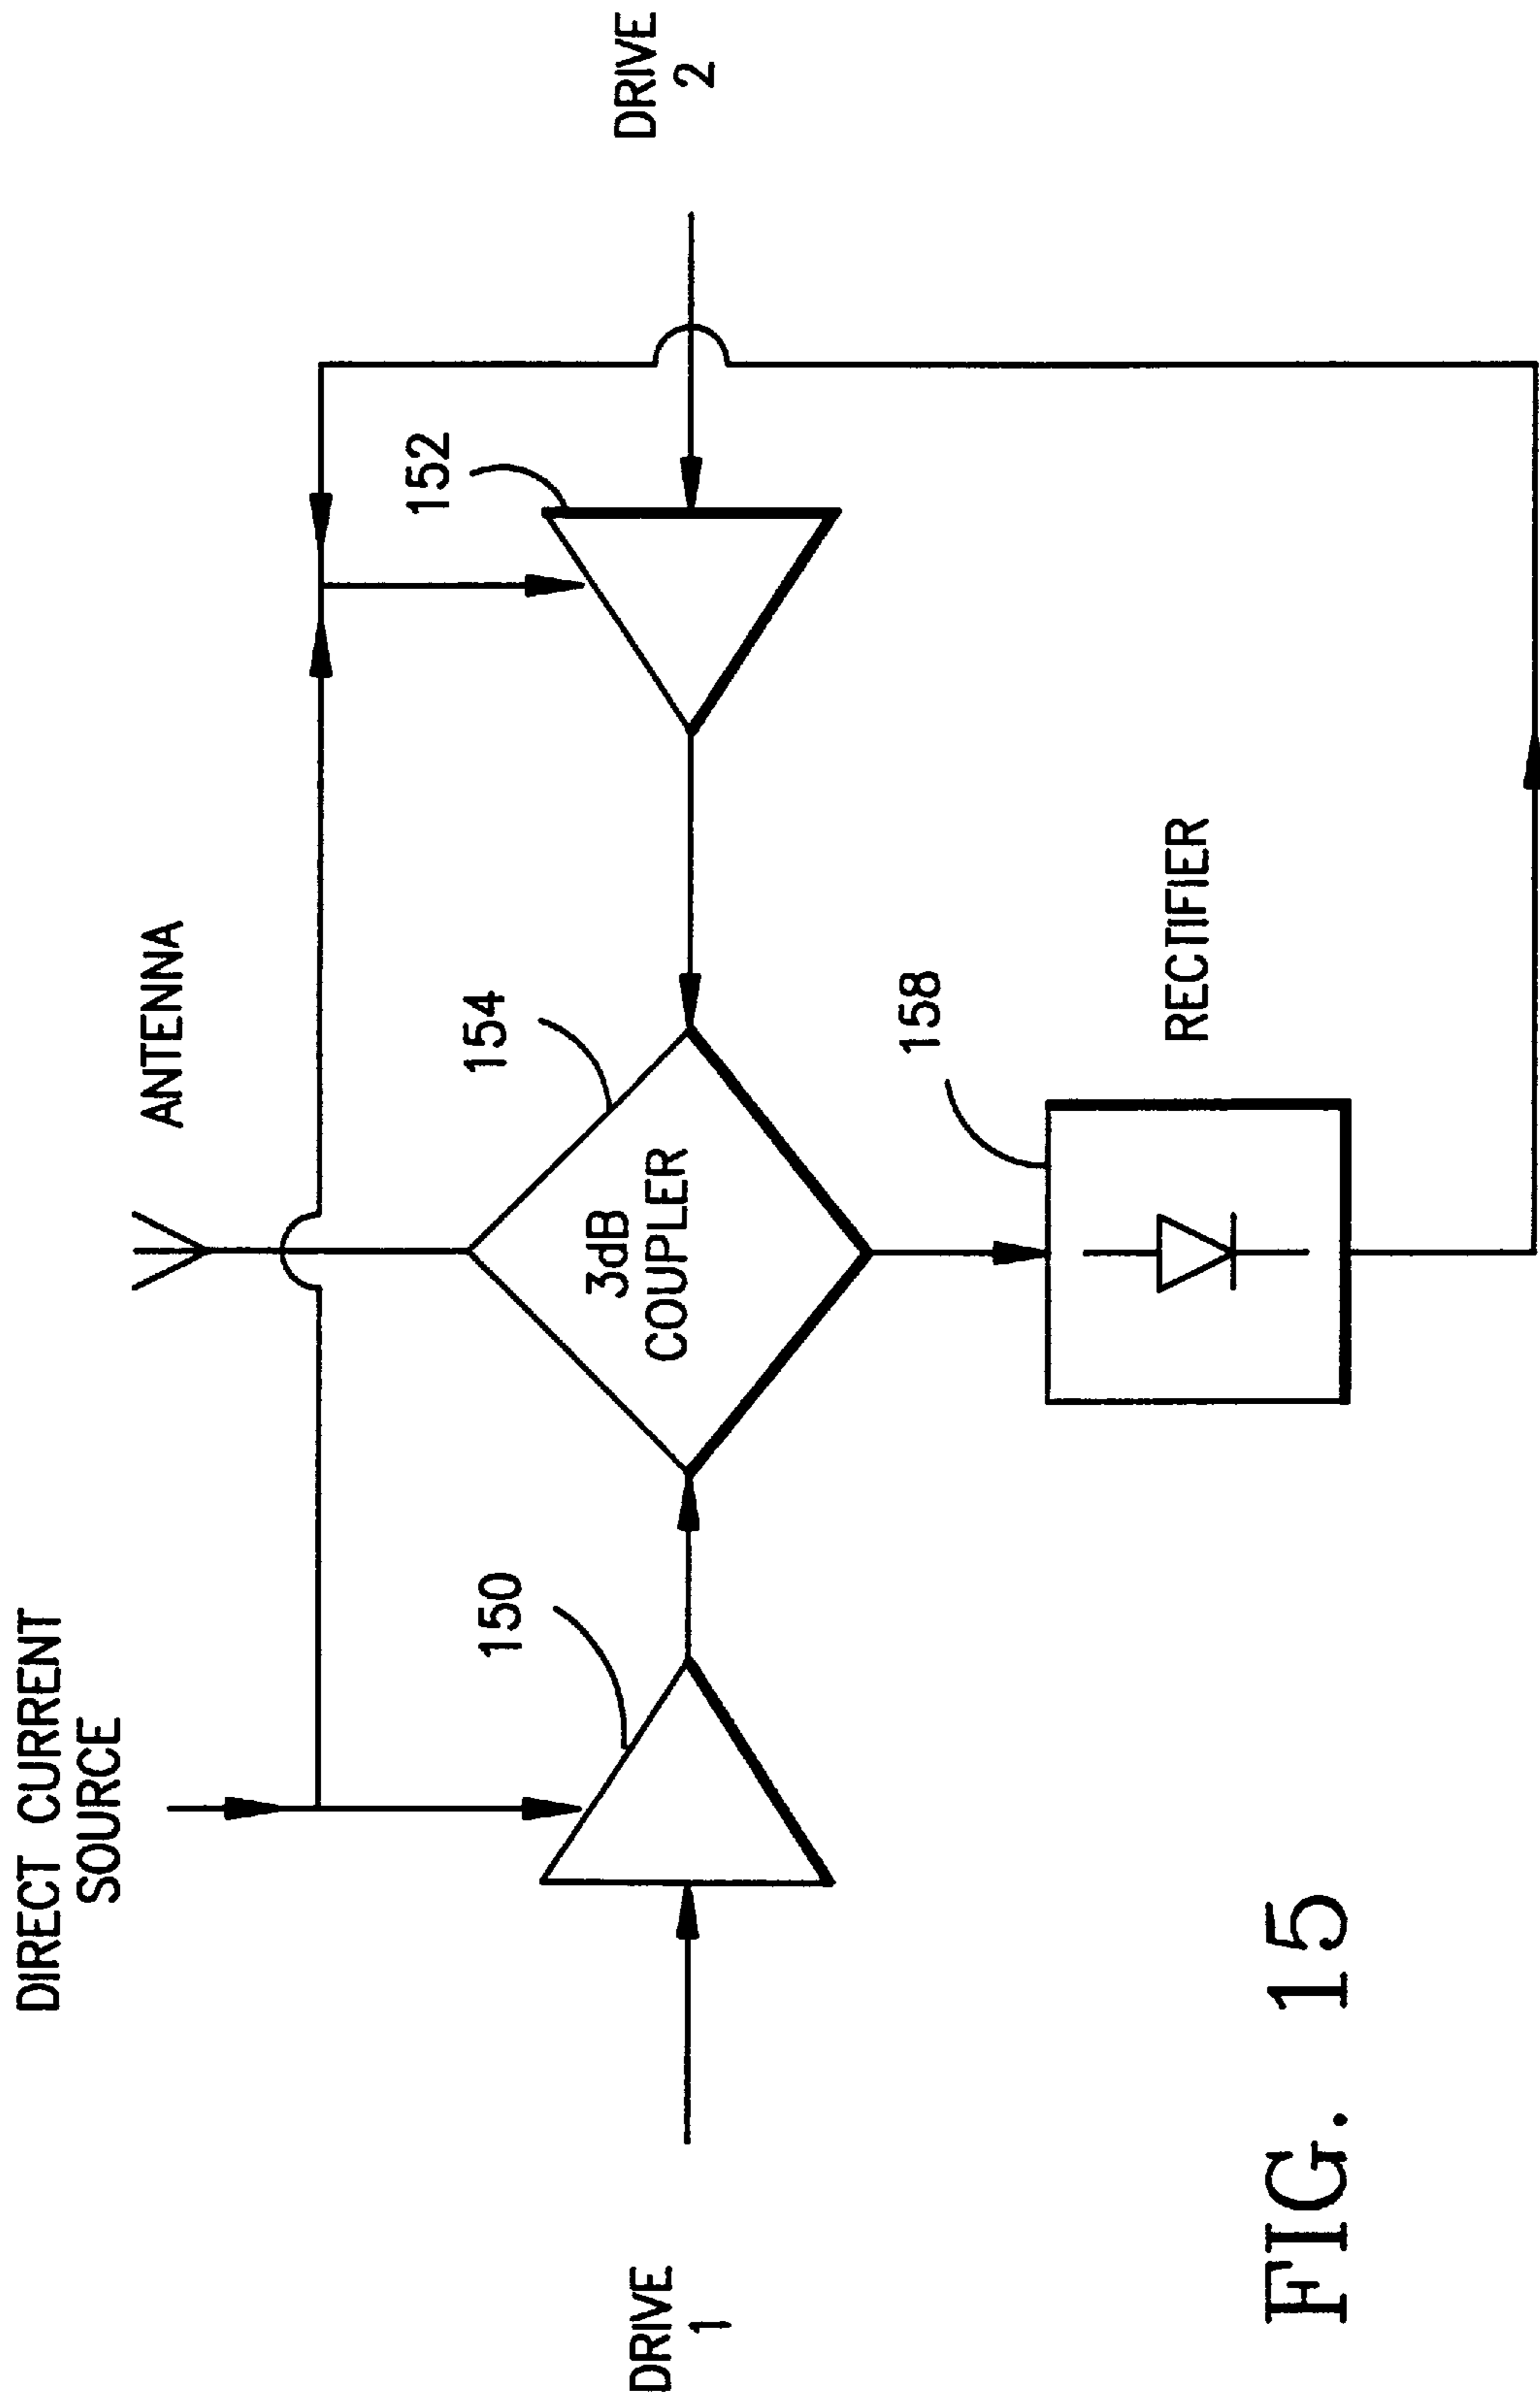 DIRECT CURRENT
SOURCE
ANTENNA
150
154
152
DRIVE
1
3dB
COUPLER
DRIVE
2
158
RECTIFIER
FIG. 15